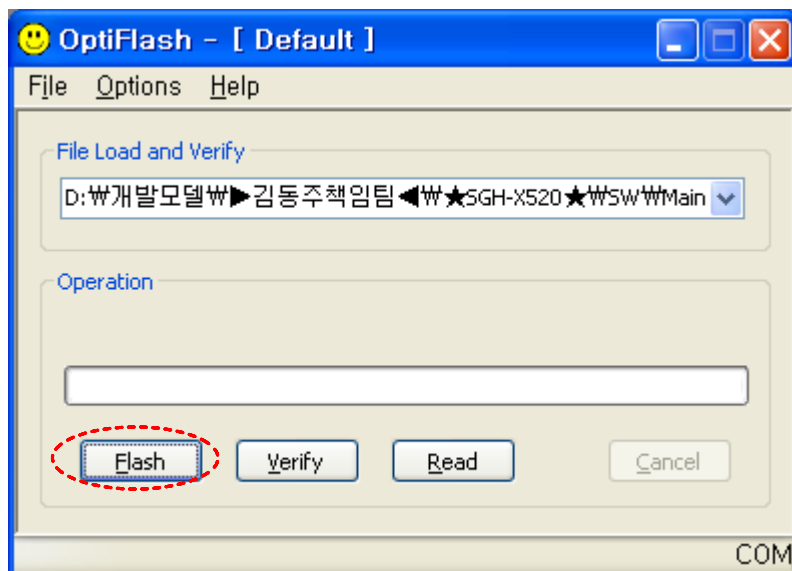 OptiFlash - [ Default ]
File Options Help
File Load and Verify
D:₩개발모델₩▶김동주책임팀◀₩★SGH-X520★₩SW₩Main
Operation
Flash Verify Read Cancel
COM